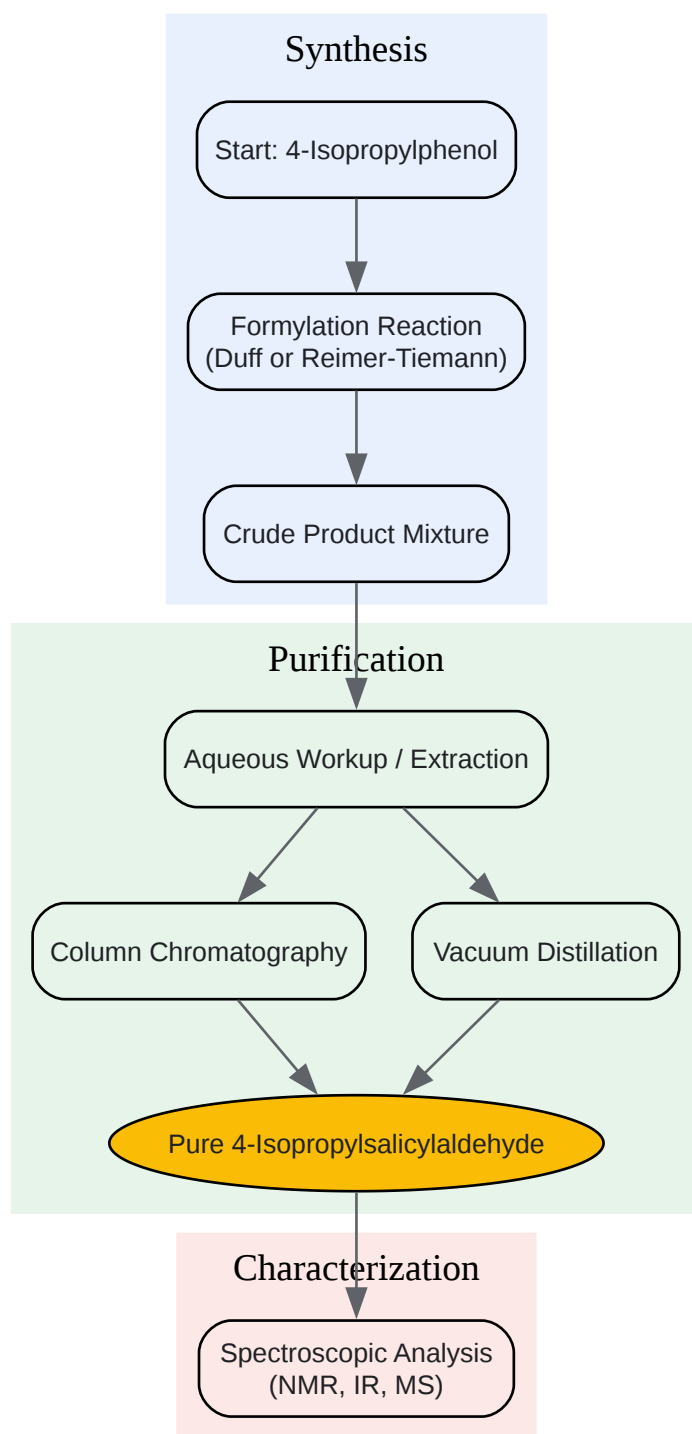 Synthesis
Start: 4-Isopropylphenol
Formylation Reaction
(Duff or Reimer-Tiemann)
Crude Product Mixture
Purification
Aqueous Workup / Extraction
Column Chromatography
Vacuum Distillation
Pure 4-Isopropylsalicylaldehyde
Characterization
Spectroscopic Analysis
(NMR, IR, MS)